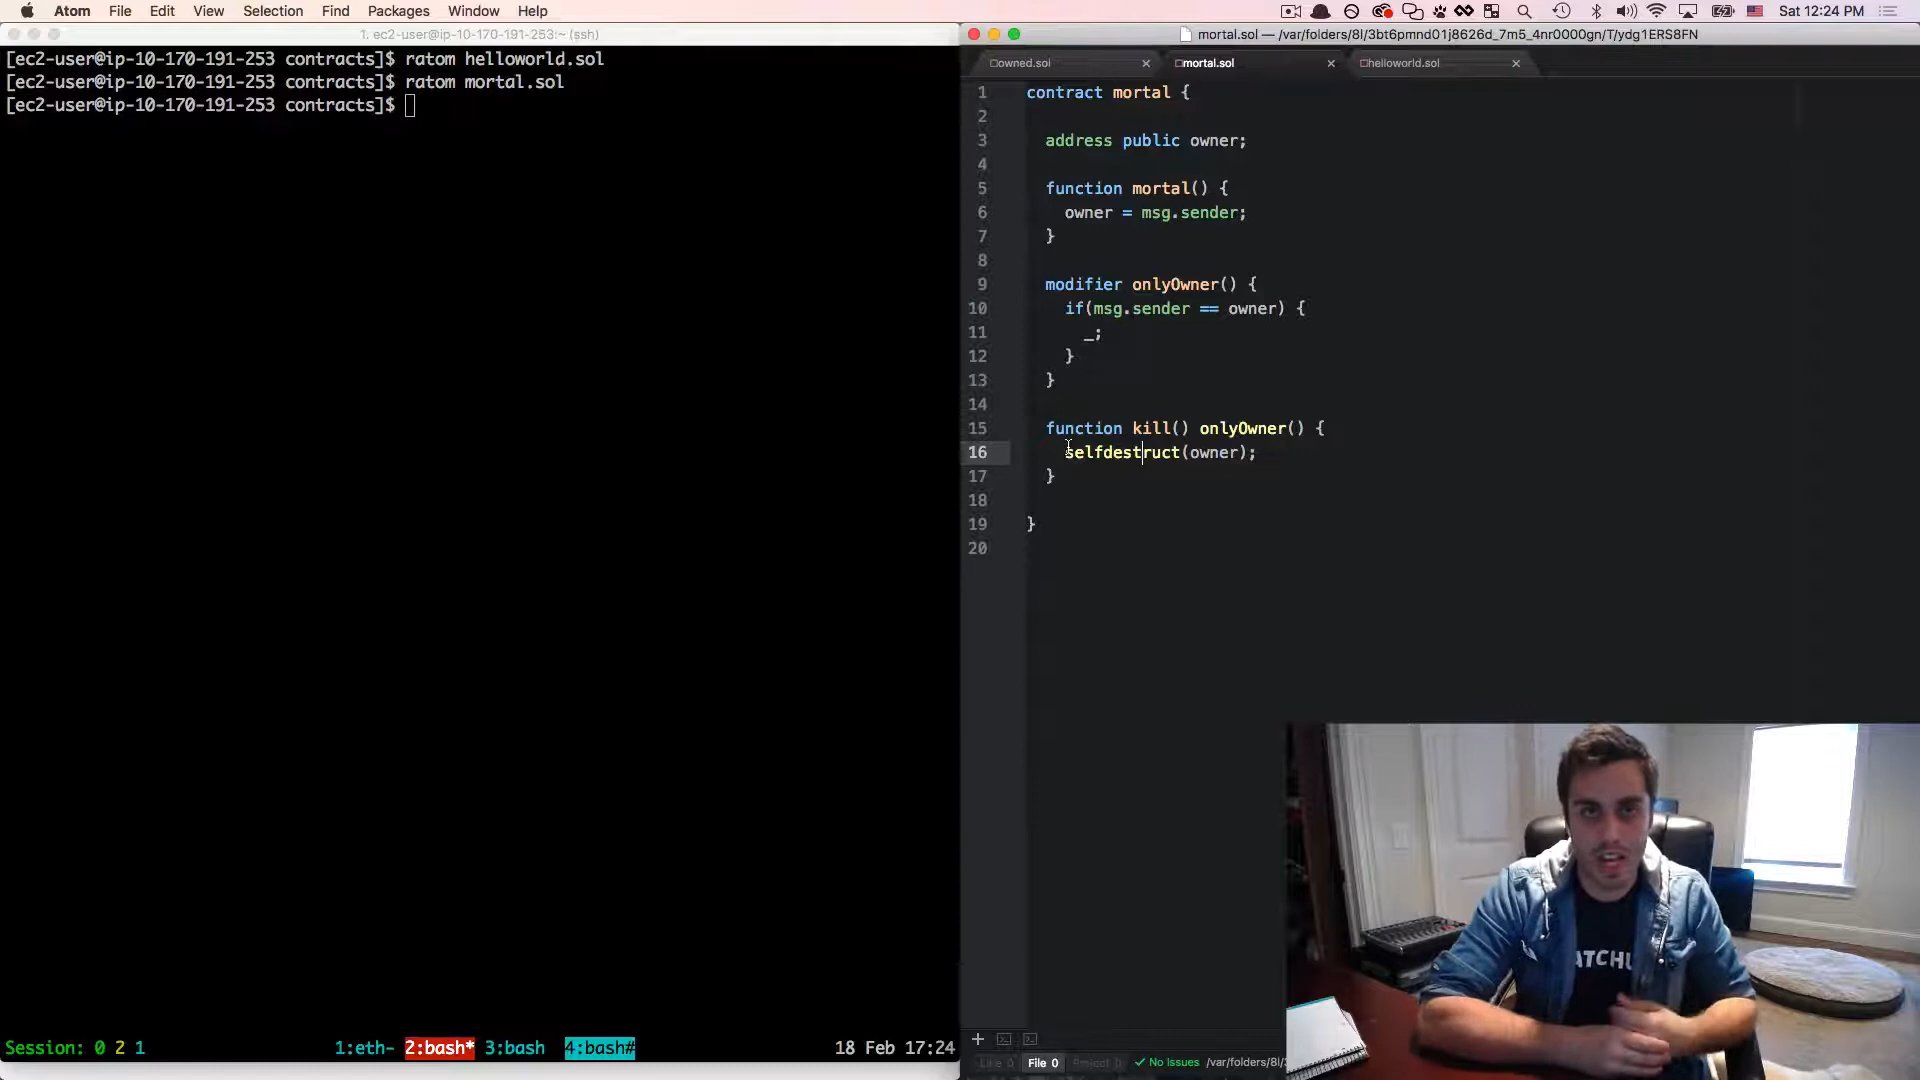 Atom File Edit View Selection Find Packages Window Help
Sat 12:24 PM
1. ec2-user@ip-10-170-191-253:~ (ssh)
[ec2-user@ip-10-170-191-253 contracts]$ ratom helloworld.sol
[ec2-user@ip-10-170-191-253 contracts]$ ratom mortal.sol
[ec2-user@ip-10-170-191-253 contracts]$
Session: 0 2 1 1:eth- 2:bash* 3:bash 4:bash# 18 Feb 17:24
mortal.sol — /var/folders/8l/3bt6pmnd01j8626d_7m5_4nr0000gn/T/ydg1ERS8FN
owned.sol mortal.sol helloworld.sol
1 contract mortal {
2
3 address public owner;
4
5 function mortal() {
6 owner = msg.sender;
7 }
8
9 modifier onlyOwner() {
10 if(msg.sender == owner) {
11 _;
12 }
13 }
14
15 function kill() onlyOwner() {
16 selfdestruct(owner);
17 }
18
19 }
20
Line 0 File 0 Project 0 No Issues /var/folders/8l/